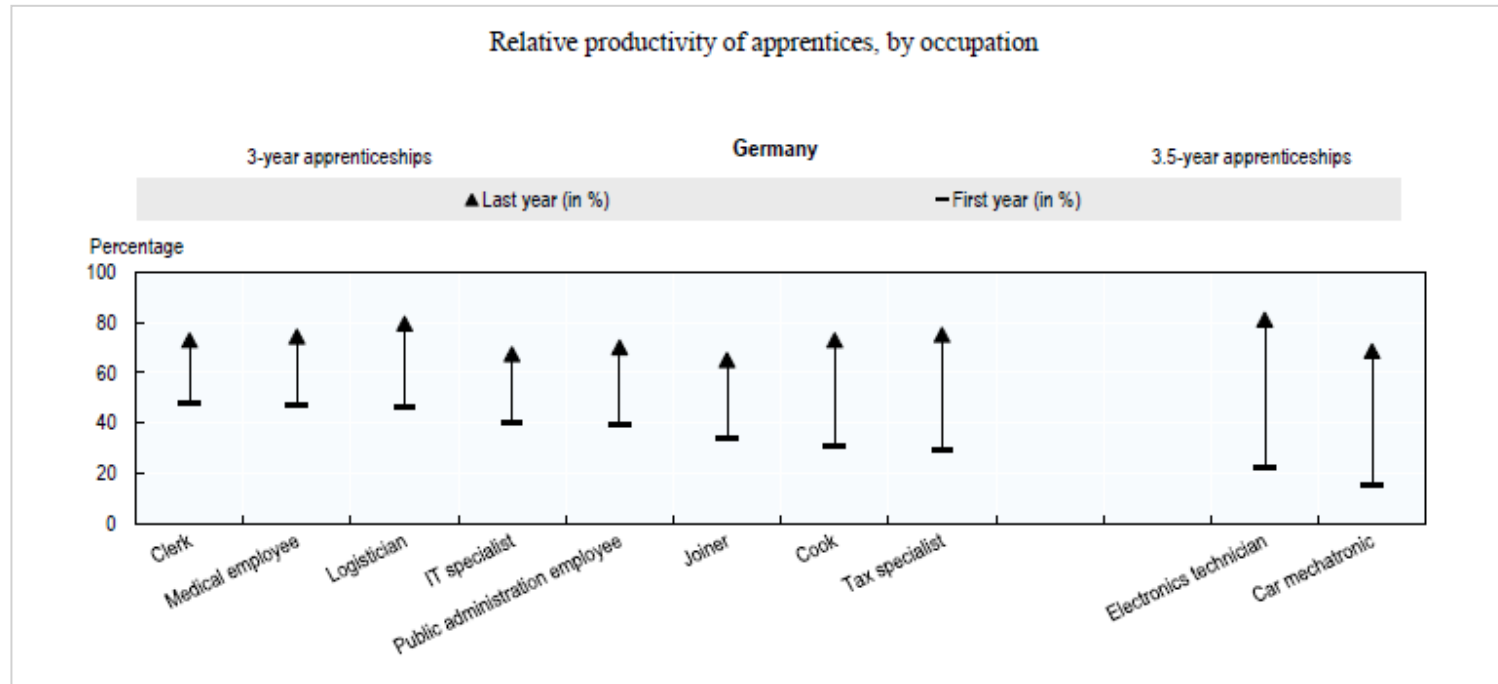 Relative productivity of apprentices, by occupation
3-year apprenticeships
Germany
3.5-year apprenticeships
Last year (in %)
First year (in %)
Percentage
100
80
60
40
20
0
Clerk
Medical employee
Logistician
IT specialist
Public administration employee
Joiner
Cook
Tax specialist
Electronics technician
Car mechatronic